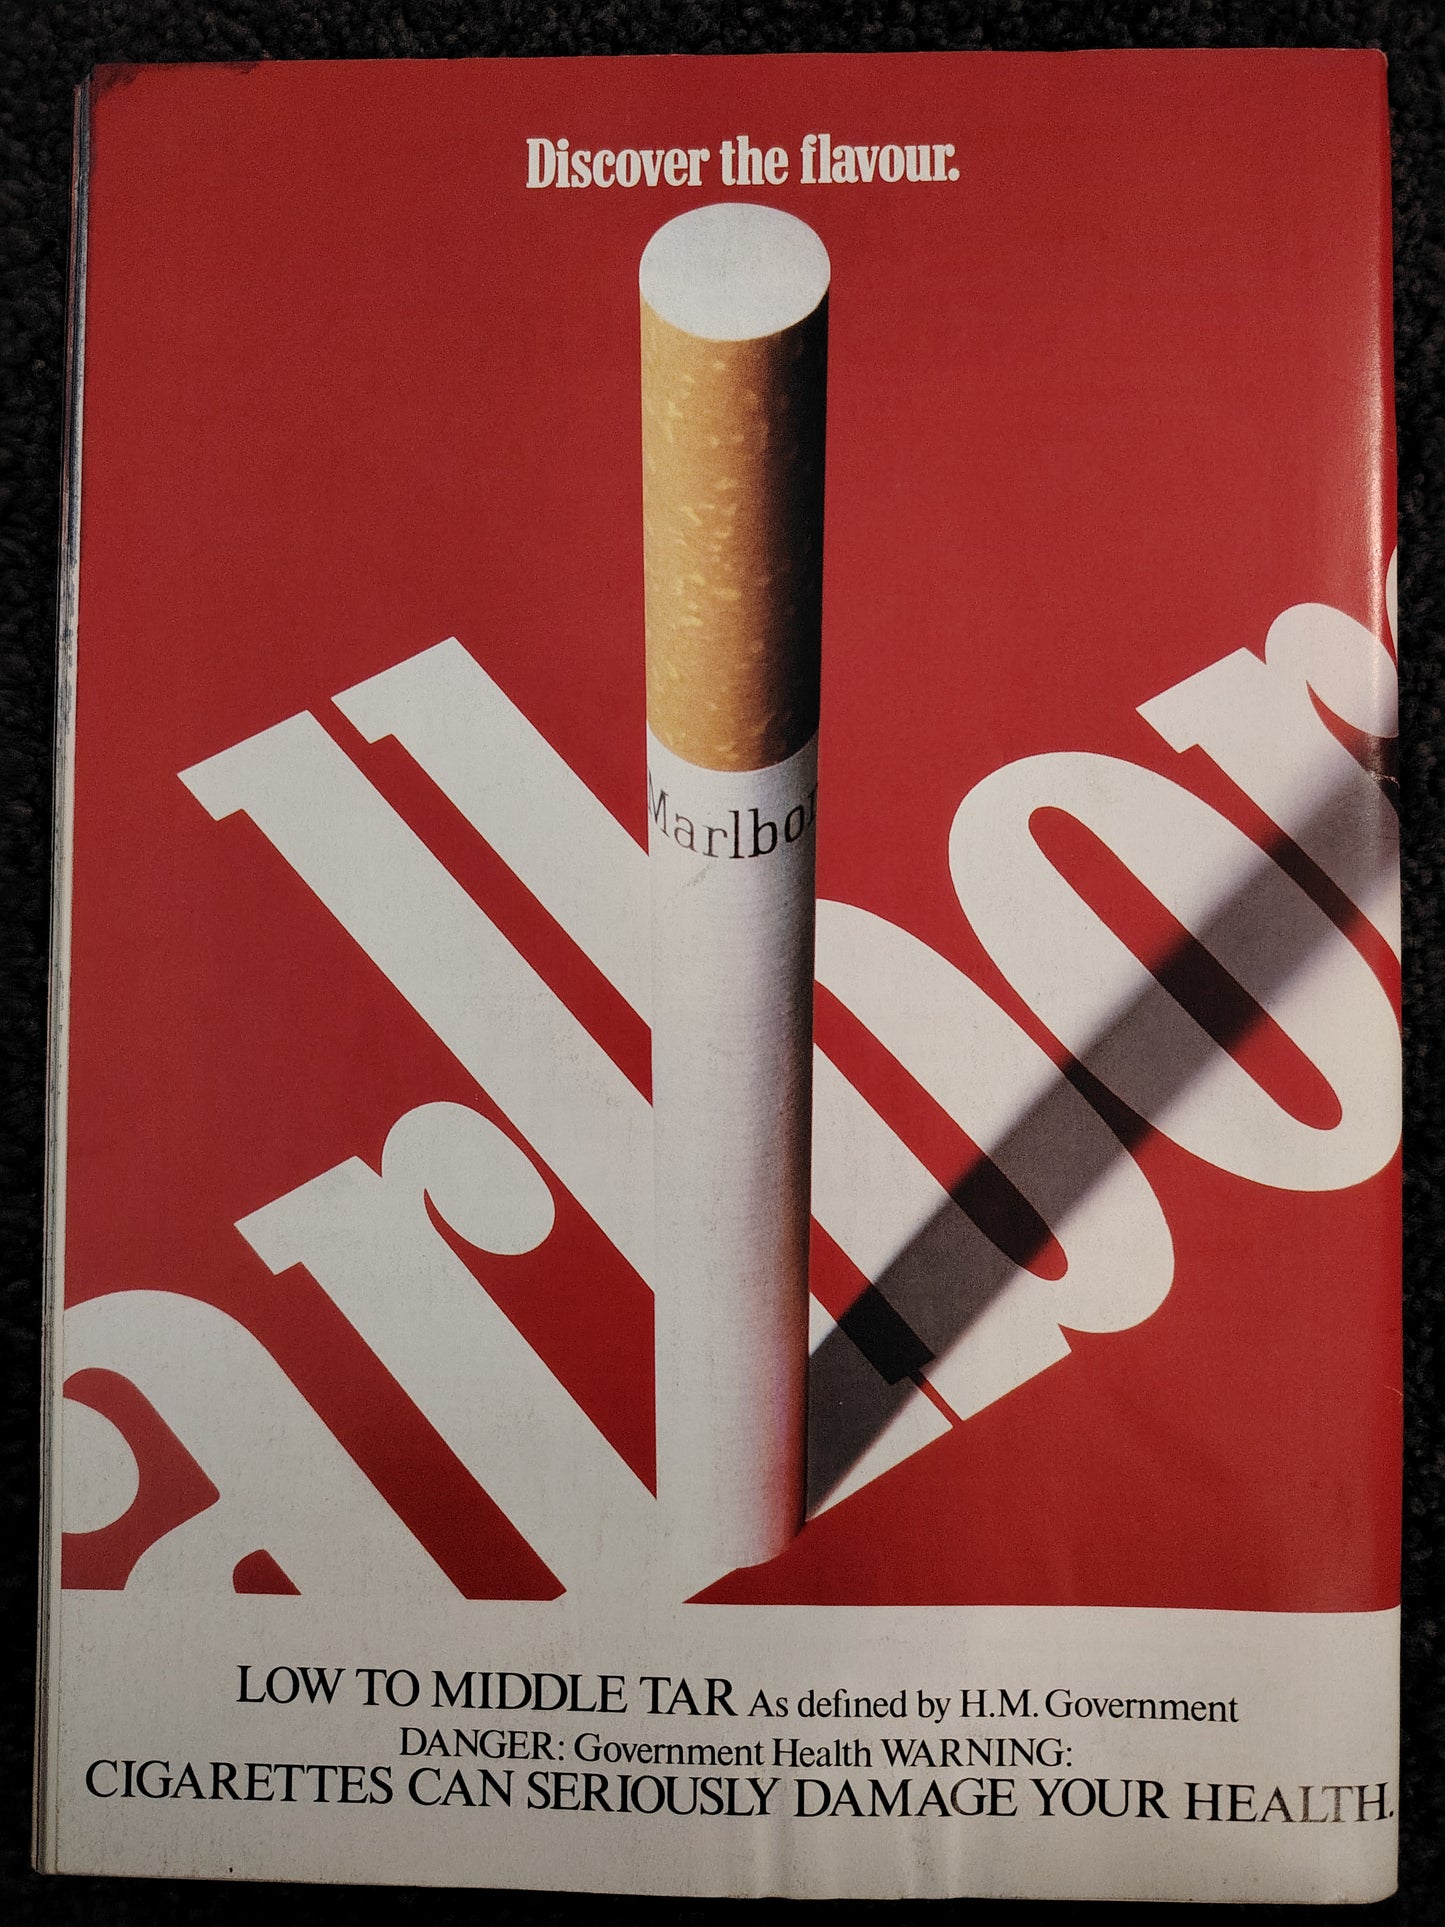 Discover the flavour.
Marlbor
arlboro
LOW TO MIDDLE TAR As defined by H.M. Government
DANGER: Government Health WARNING:
CIGARETTES CAN SERIOUSLY DAMAGE YOUR HEALTH.